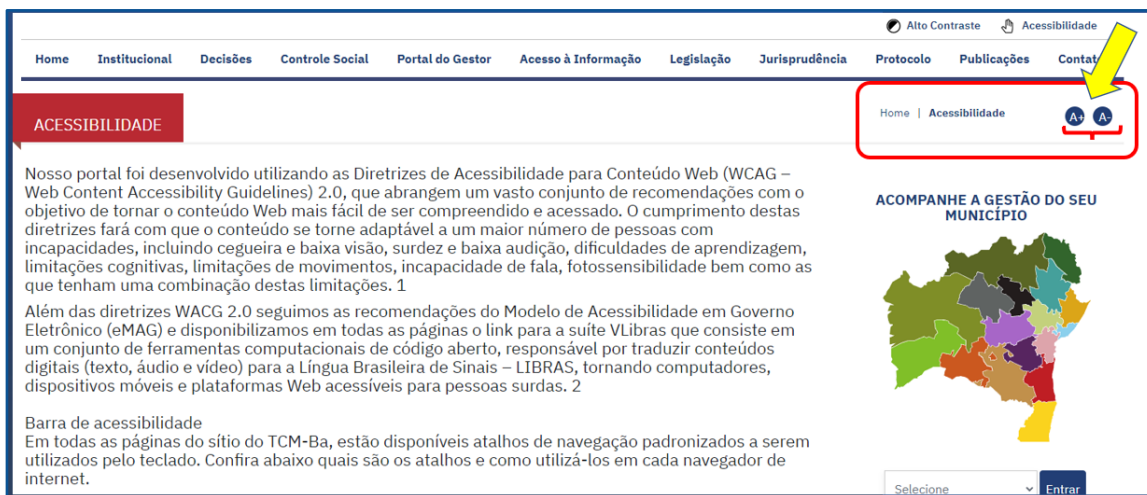 Alto Contraste Acessibilidade
Home Institucional Decisões Controle Social Portal do Gestor Acesso à Informação Legislação Jurisprudência Protocolo Publicações
ACESSIBILIDADE
Home | Acessibilidade A+ A-
Nosso portal foi desenvolvido utilizando as Diretrizes de Acessibilidade para Conteúdo Web (WCAG –
Web Content Accessibility Guidelines) 2.0, que abrangem um vasto conjunto de recomendações com o
objetivo de tornar o conteúdo Web mais fácil de ser compreendido e acessado. O cumprimento destas
diretrizes fará com que o conteúdo se torne adaptável a um maior número de pessoas com
incapacidades, incluindo cegueira e baixa visão, surdez e baixa audição, dificuldades de aprendizagem,
limitações cognitivas, limitações de movimentos, incapacidade de fala, fotossensibilidade bem como as
que tenham uma combinação destas limitações. 1
Além das diretrizes WACG 2.0 seguimos as recomendações do Modelo de Acessibilidade em Governo
Eletrônico (eMAG) e disponibilizamos em todas as páginas o link para a suíte VLibras que consiste em
um conjunto de ferramentas computacionais de código aberto, responsável por traduzir conteúdos
digitais (texto, áudio e vídeo) para a Língua Brasileira de Sinais – LIBRAS, tornando computadores,
dispositivos móveis e plataformas Web acessíveis para pessoas surdas. 2
Barra de acessibilidade
Em todas as páginas do sítio do TCM-Ba, estão disponíveis atalhos de navegação padronizados a serem
utilizados pelo teclado. Confira abaixo quais são os atalhos e como utilizá-los em cada navegador de
internet.
ACOMPANHE A GESTÃO DO SEU
MUNICÍPIO
Selecione Entrar